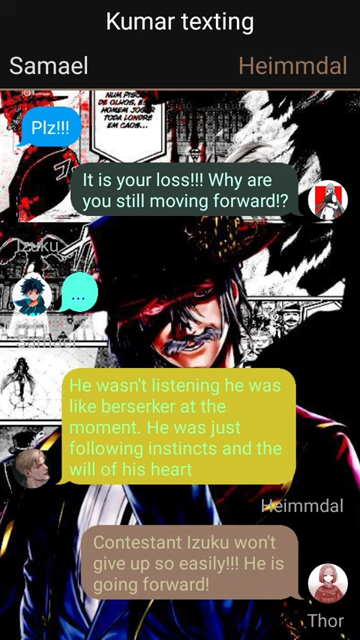 Kumar texting
Samael
Heimmdal
NUM PISC
DE OLHOS, ES
HOMEM JOGOU
TODA LONDRE
EM CAOS...
Plz!!!
It is your loss!!! Why are
you still moving forward!?
Izuku
...
He wasn't listening he was
like berserker at the
moment. He was just
following instincts and the
will of his heart
Heimmdal
Contestant Izuku won't
give up so easily!!! He is
going forward!
Thor